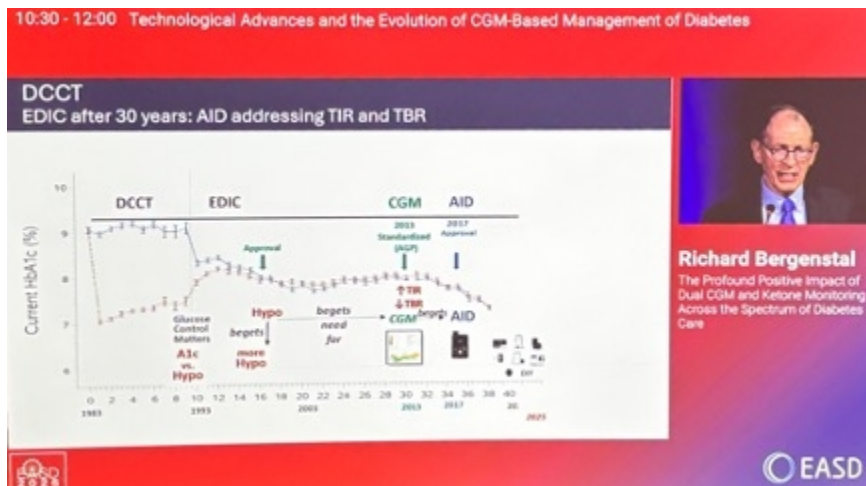 10:30 - 12:00 Technological Advances and the Evolution of CGM-Based Management of Diabetes
DCCT
EDIC after 30 years: AID addressing TIR and TBR
Current HbA1c (%)
10
9
8
7
6
DCCT EDIC CGM AID
2013
Standardized
(AGP)
2017
Approval
Approval
↑ TIR
↓ TBR
Glucose
Control
Matters
A1c
vs.
Hypo
Hypo
begets
more
Hypo
begets
need
for
CGM
begets
AID
DIY
0 2 4 6 8 10 12 14 16 18 20 22 24 26 28 30 32 34 36 38 40
1983 1993 2003 2013 2017 20.
2025
Richard Bergenstal
The Profound Positive Impact of
Dual CGM and Ketone Monitoring
Across the Spectrum of Diabetes
Care
EASD